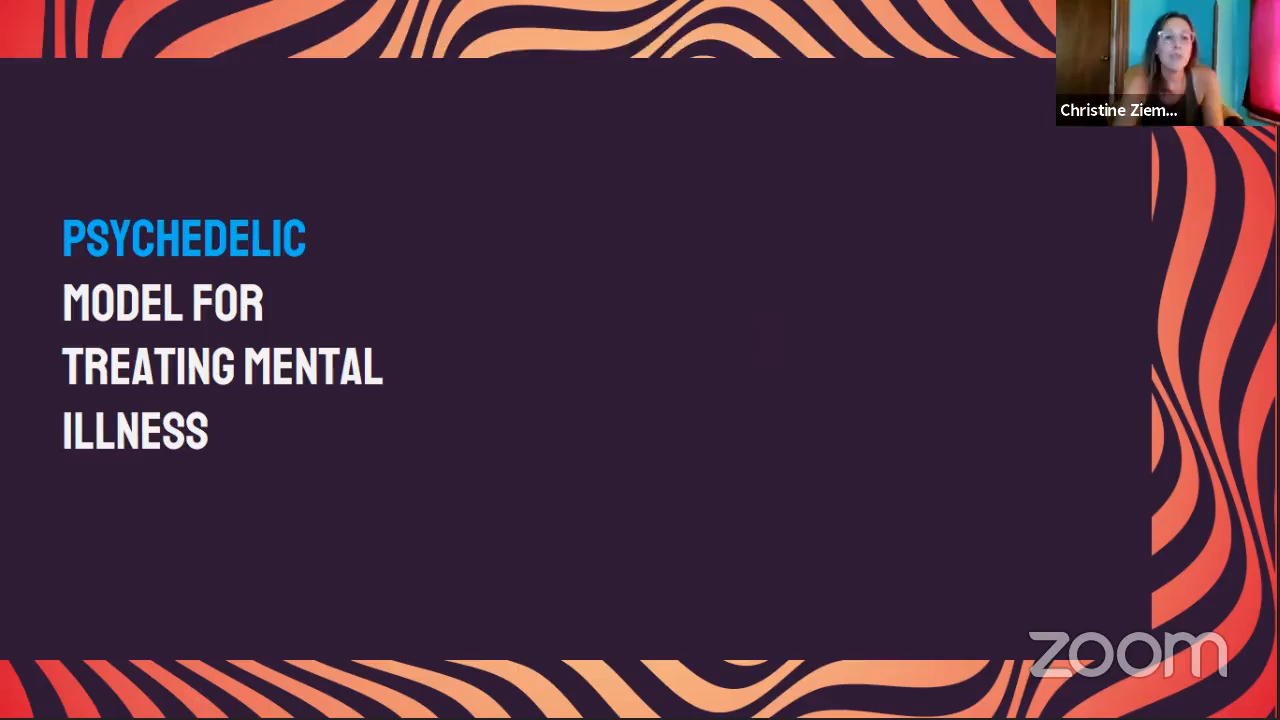 Christine Ziem...
PSYCHEDELIC
MODEL FOR
TREATING MENTAL
ILLNESS
zoom